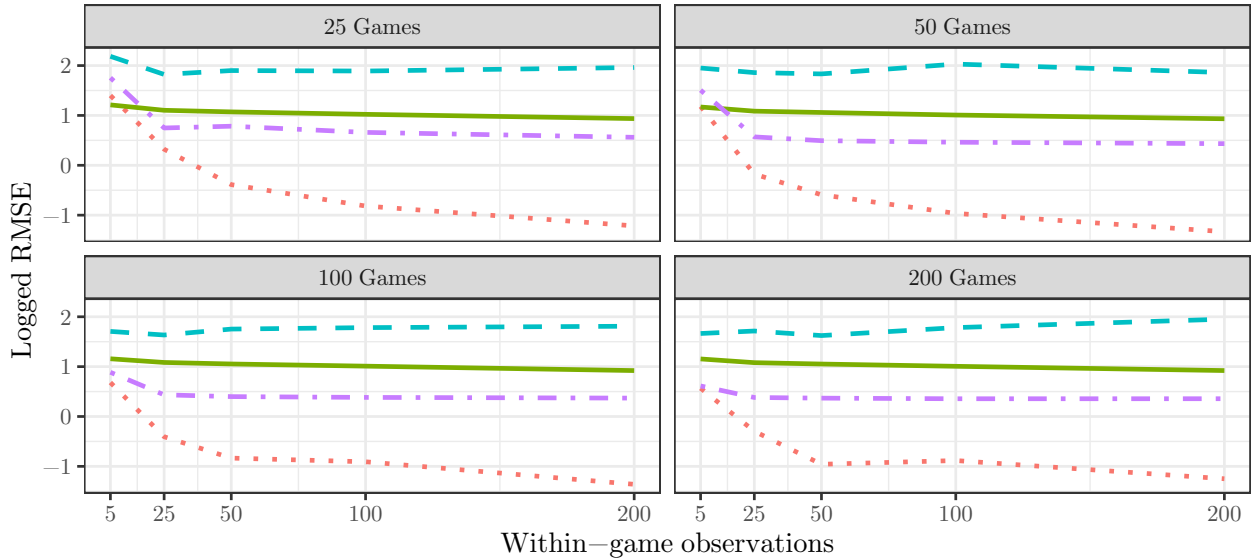 25 Games
50 Games
2
1
0
−1
100 Games
200 Games
2
1
0
−1
5 25 50 100 200
5 25 50 100 200
Within−game observations
Logged RMSE